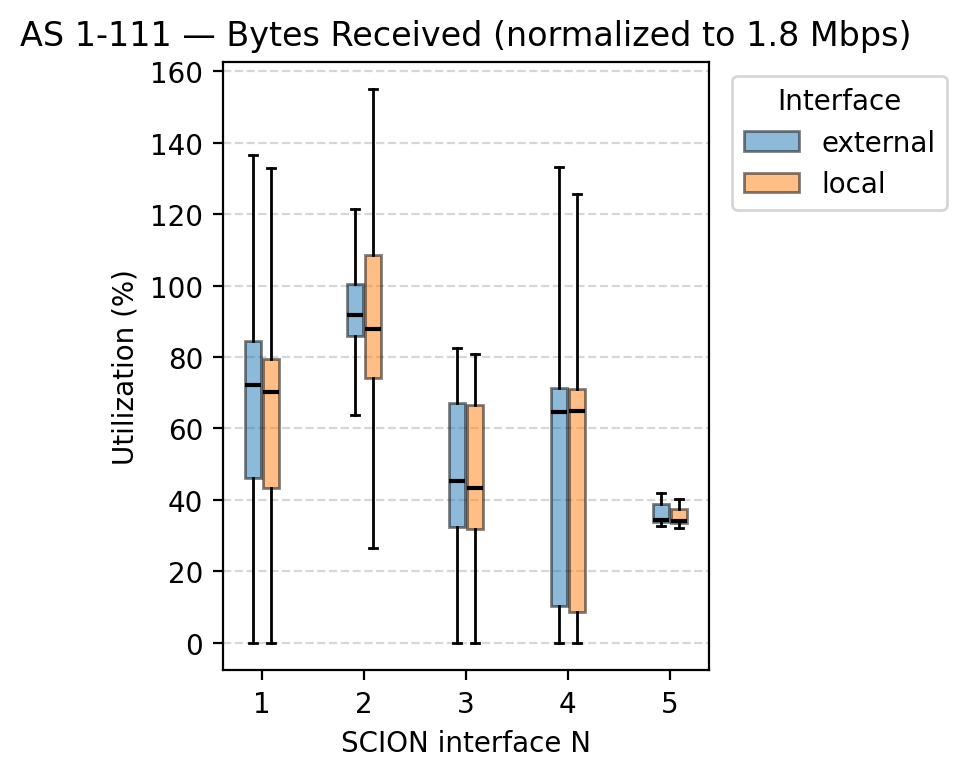 AS 1-111 — Bytes Received (normalized to 1.8 Mbps)
Utilization (%)
160
140
120
100
80
60
40
20
0
1 2 3 4 5
SCION interface N
Interface
external
local